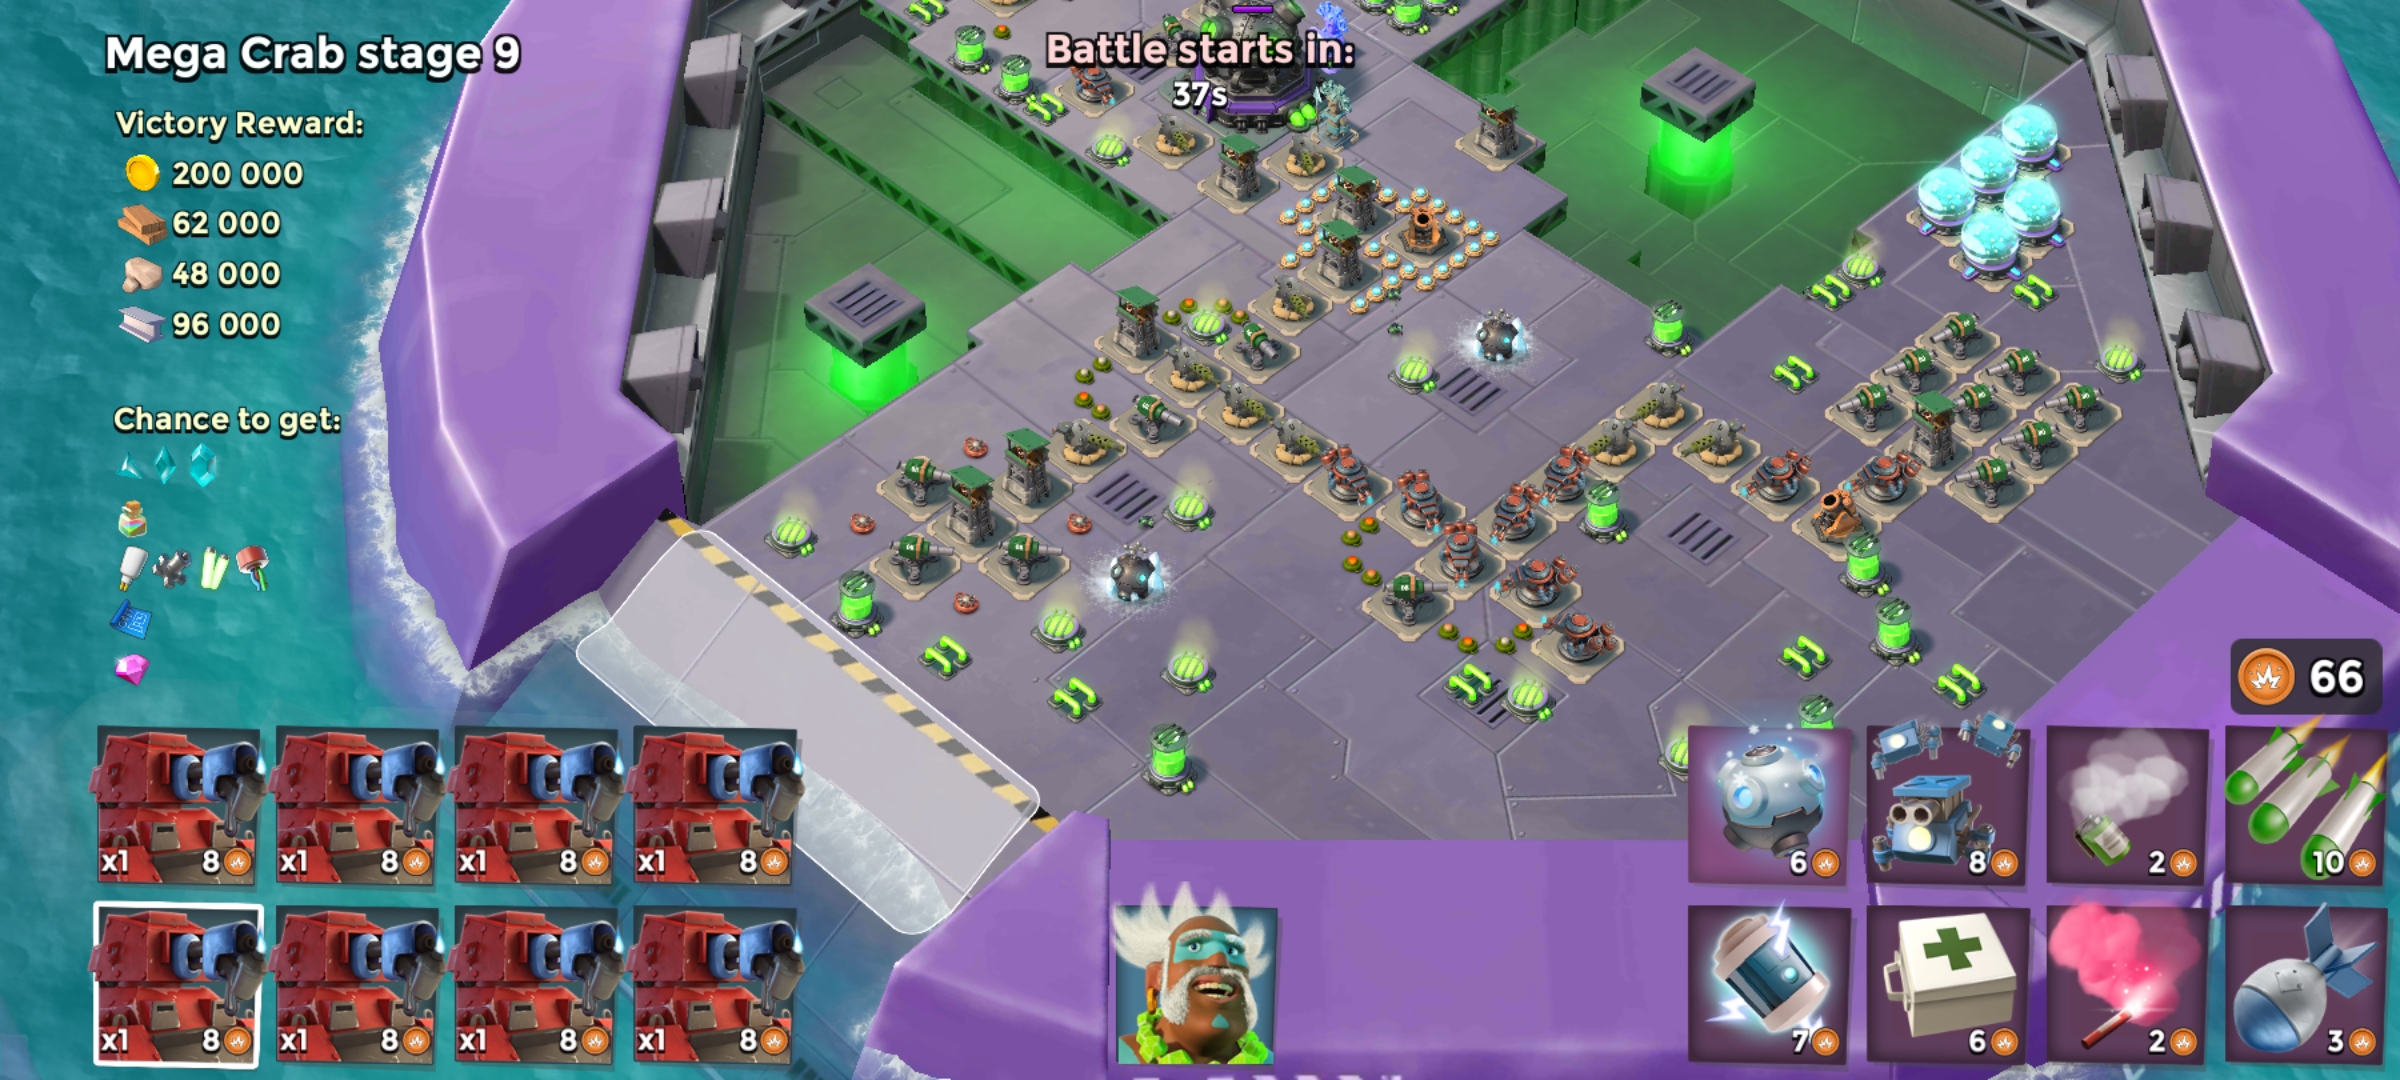 Mega Crab stage 9
Battle starts in:
37s
Victory Reward:
200 000
62 000
48 000
96 000
Chance to get:
66
x1 8 x1 8 x1 8 x1 8
6 8 2 10
x1 8 x1 8 x1 8 x1 8
7 6 2 3